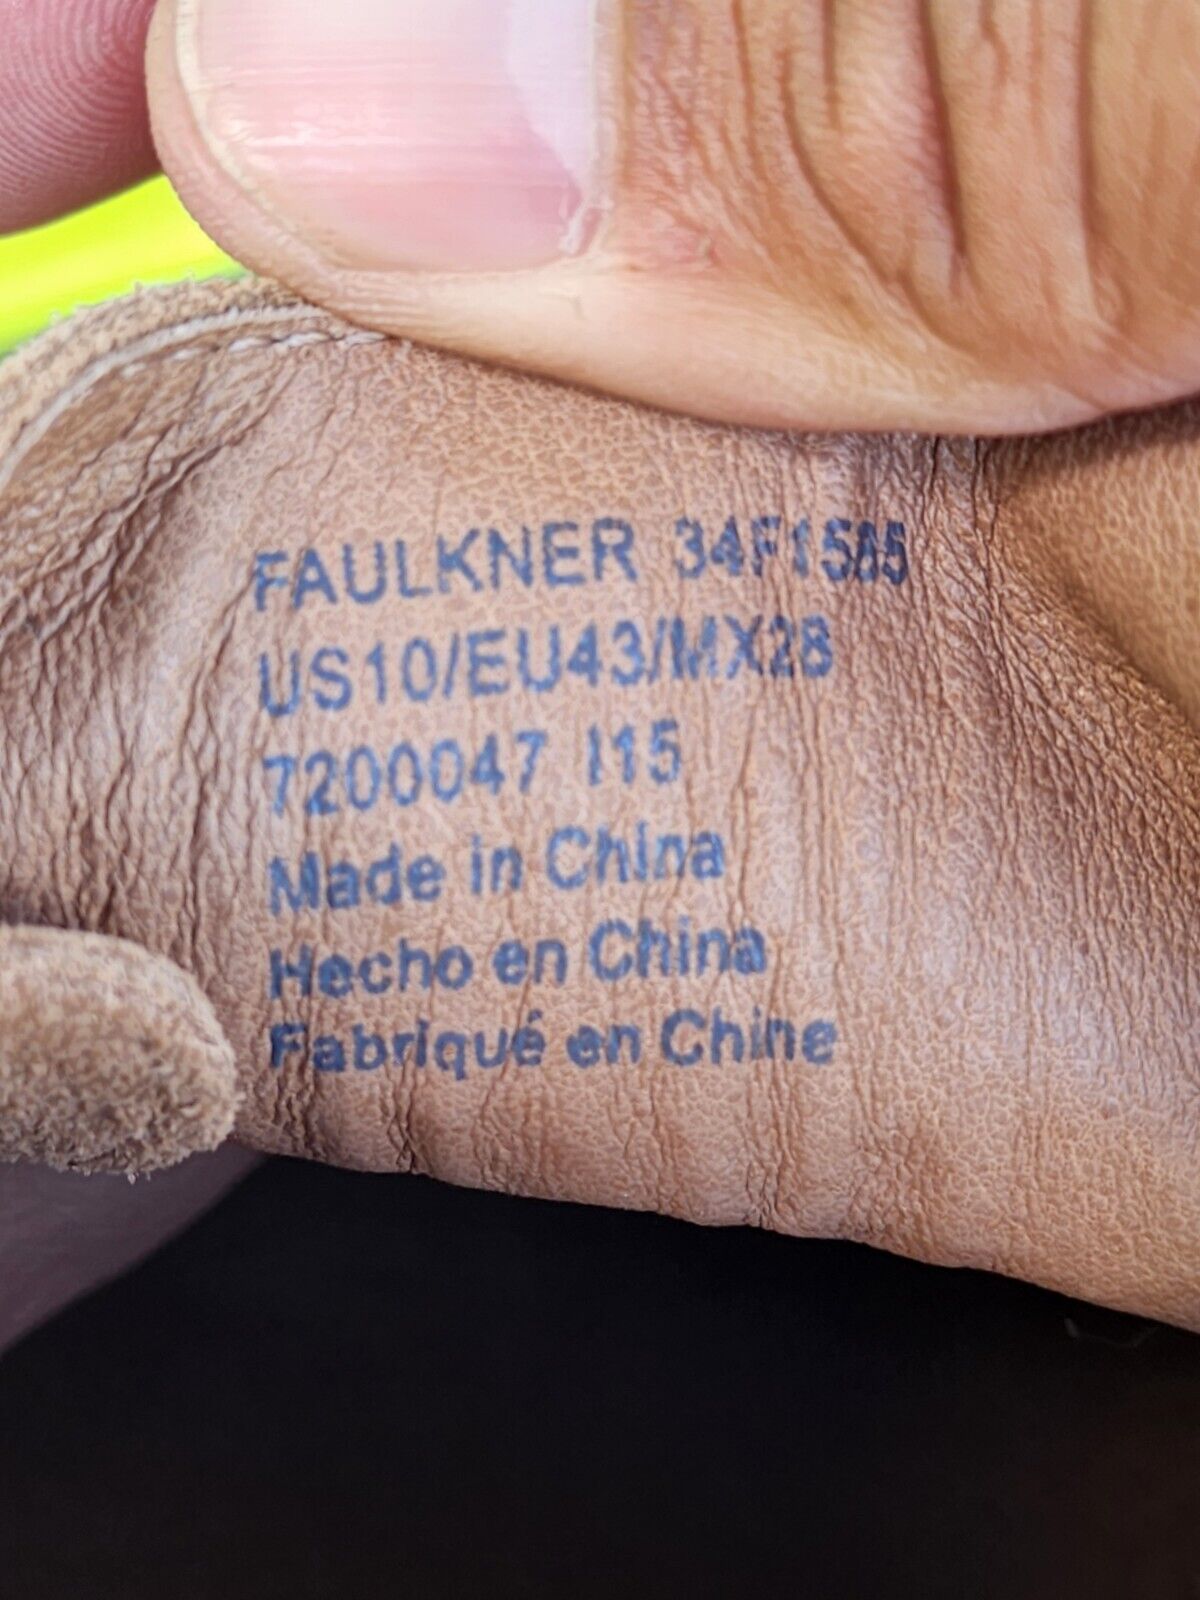 FAULKNER 34F1585
US10/EU43/MX28
7200047 I15
Made in China
Hecho en China
Fabriqué en Chine